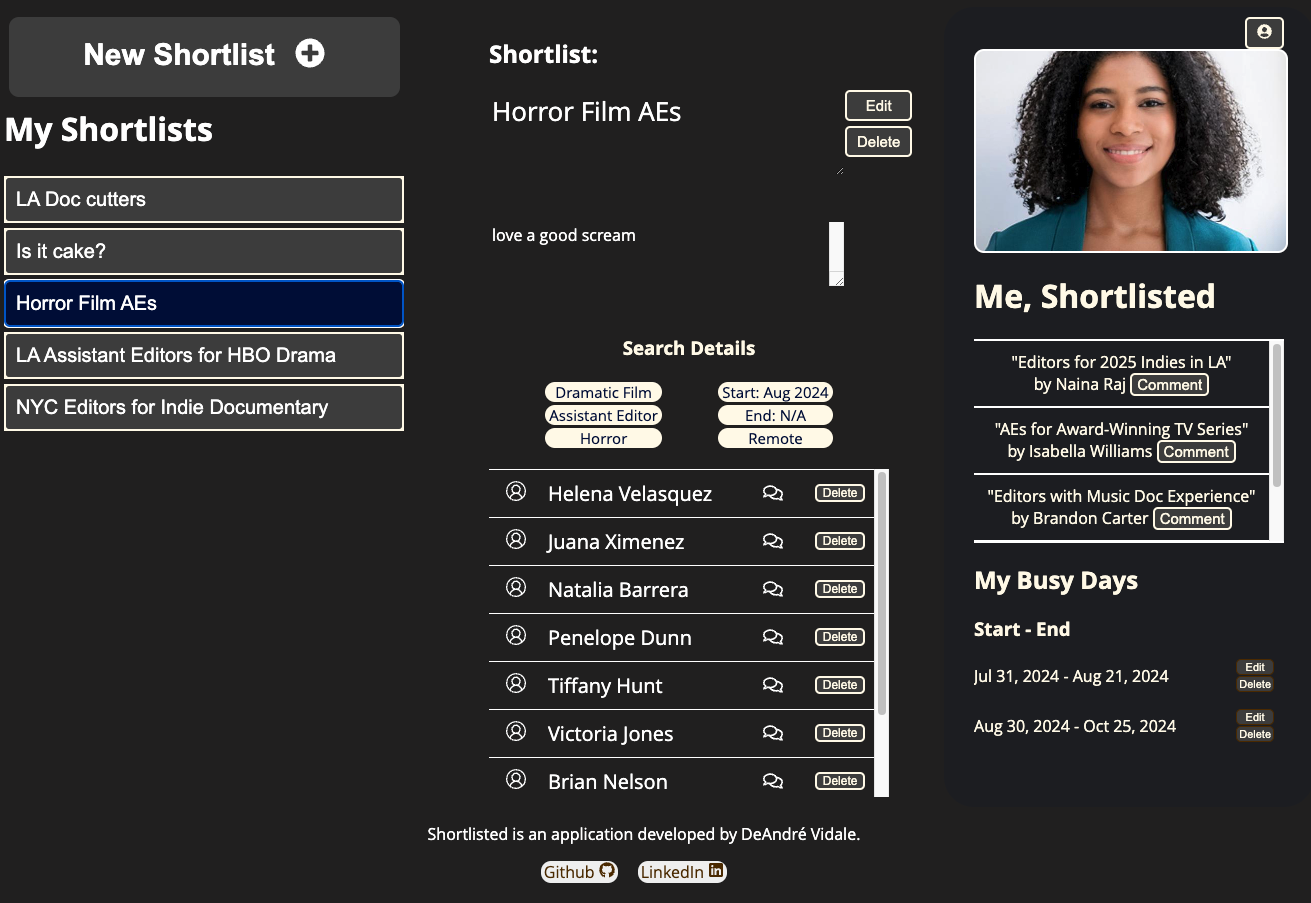 New Shortlist
My Shortlists
LA Doc cutters
Is it cake?
Horror Film AEs
LA Assistant Editors for HBO Drama
NYC Editors for Indie Documentary
Shortlist:
Horror Film AEs
Edit
Delete
love a good scream
Search Details
Dramatic Film
Assistant Editor
Horror
Start: Aug 2024
End: N/A
Remote
Helena Velasquez Delete
Juana Ximenez Delete
Natalia Barrera Delete
Penelope Dunn Delete
Tiffany Hunt Delete
Victoria Jones Delete
Brian Nelson Delete
Me, Shortlisted
"Editors for 2025 Indies in LA"
by Naina Raj Comment
"AEs for Award-Winning TV Series"
by Isabella Williams Comment
"Editors with Music Doc Experience"
by Brandon Carter Comment
My Busy Days
Start - End
Jul 31, 2024 - Aug 21, 2024
Edit
Delete
Aug 30, 2024 - Oct 25, 2024
Edit
Delete
Shortlisted is an application developed by DeAndré Vidale.
Github LinkedIn